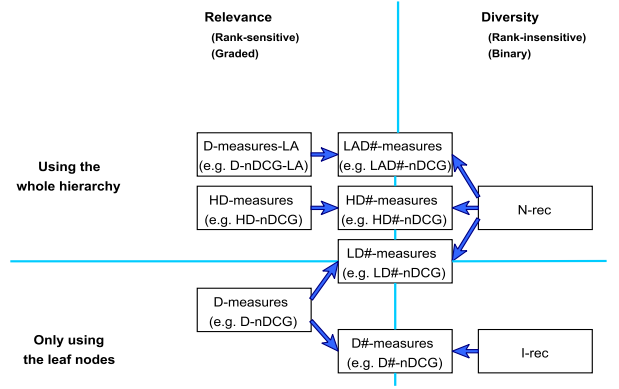 Relevance
(Rank-sensitive)
(Graded)
Diversity
(Rank-insensitive)
(Binary)
Using the
whole hierarchy
D-measures-LA
(e.g. D-nDCG-LA)
LAD#-measures
(e.g. LAD#-nDCG)
HD-measures
(e.g. HD-nDCG)
HD#-measures
(e.g. HD#-nDCG)
N-rec
LD#-measures
(e.g. LD#-nDCG)
D-measures
(e.g. D-nDCG)
Only using
the leaf nodes
D#-measures
(e.g. D#-nDCG)
I-rec